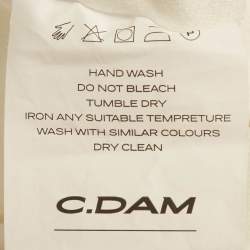 HAND WASH
DO NOT BLEACH
TUMBLE DRY
IRON ANY SUITABLE TEMPRETURE
WASH WITH SIMILAR COLOURS
DRY CLEAN
C.DAM